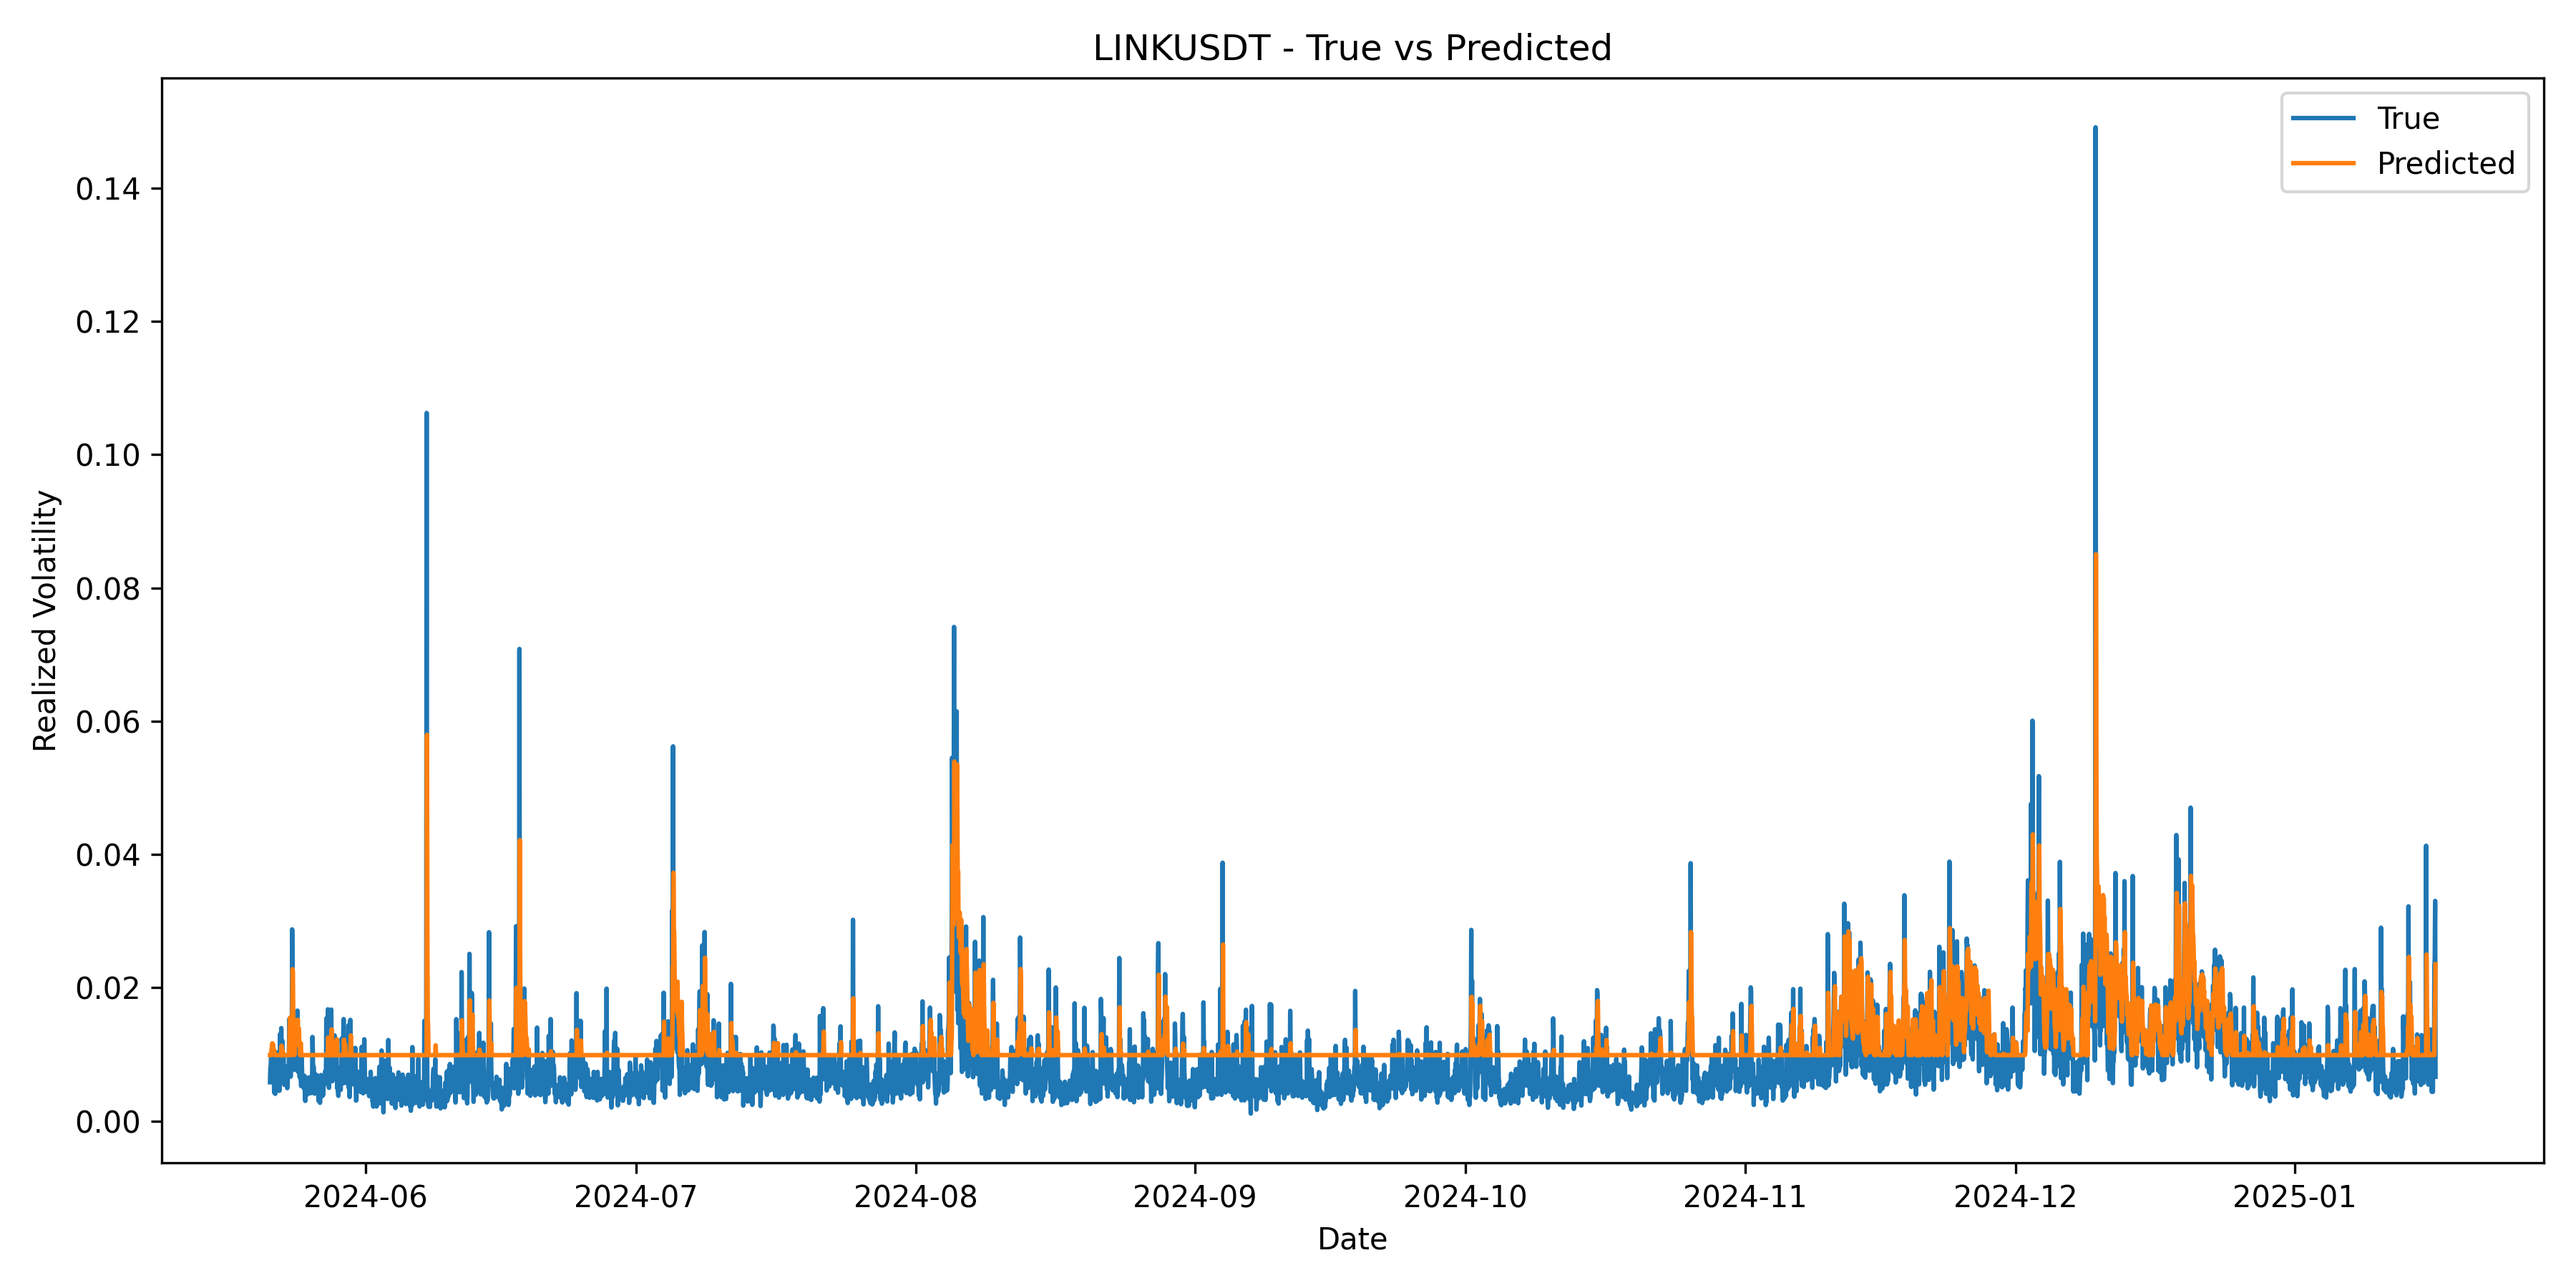 LINKUSDT - True vs Predicted
True
Predicted
Realized Volatility
0.14
0.12
0.10
0.08
0.06
0.04
0.02
0.00
2024-06 2024-07 2024-08 2024-09 2024-10 2024-11 2024-12 2025-01
Date